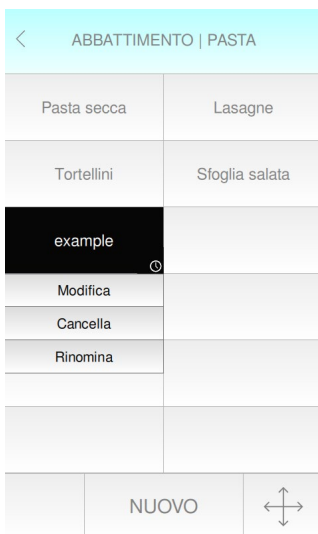 ABBATTIMENTO | PASTA
Pasta secca
Lasagne
Tortellini
Sfoglia salata
example
Modifica
Cancella
Rinomina
NUOVO